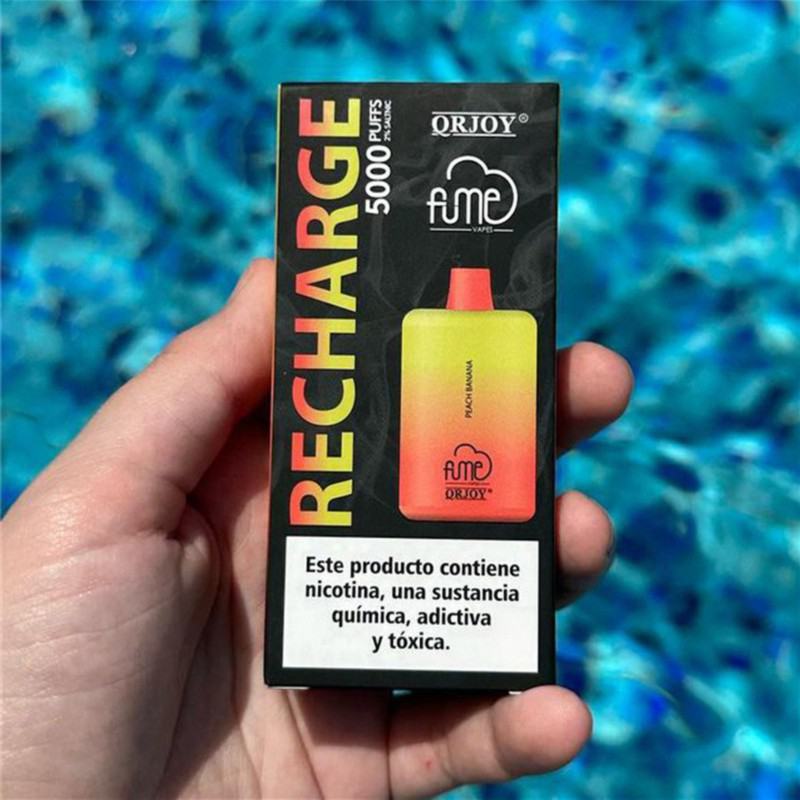 RECHARGE
5000 PUFFS
2% SALTNIC
QRJOY®
fume
VAPES
PEACH BANANA
fume
QRJOY®
Este producto contiene
nicotina, una sustancia
química, adictiva
y tóxica.